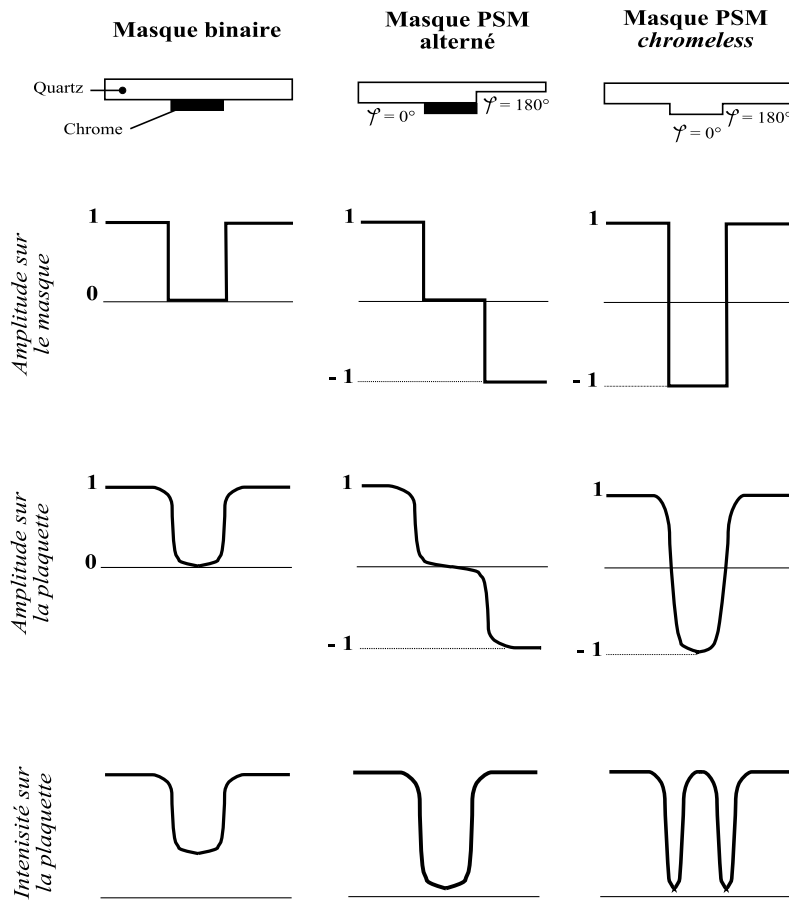 Masque binaire
Masque PSM
alterné
Masque PSM
chromeless
Quartz
Chrome
φ = 0°
φ = 180°
φ = 0°
φ = 180°
Amplitude sur
le masque
1
0
1
- 1
1
- 1
Amplitude sur
la plaquette
1
0
1
- 1
1
- 1
Intenisité sur
la plaquette